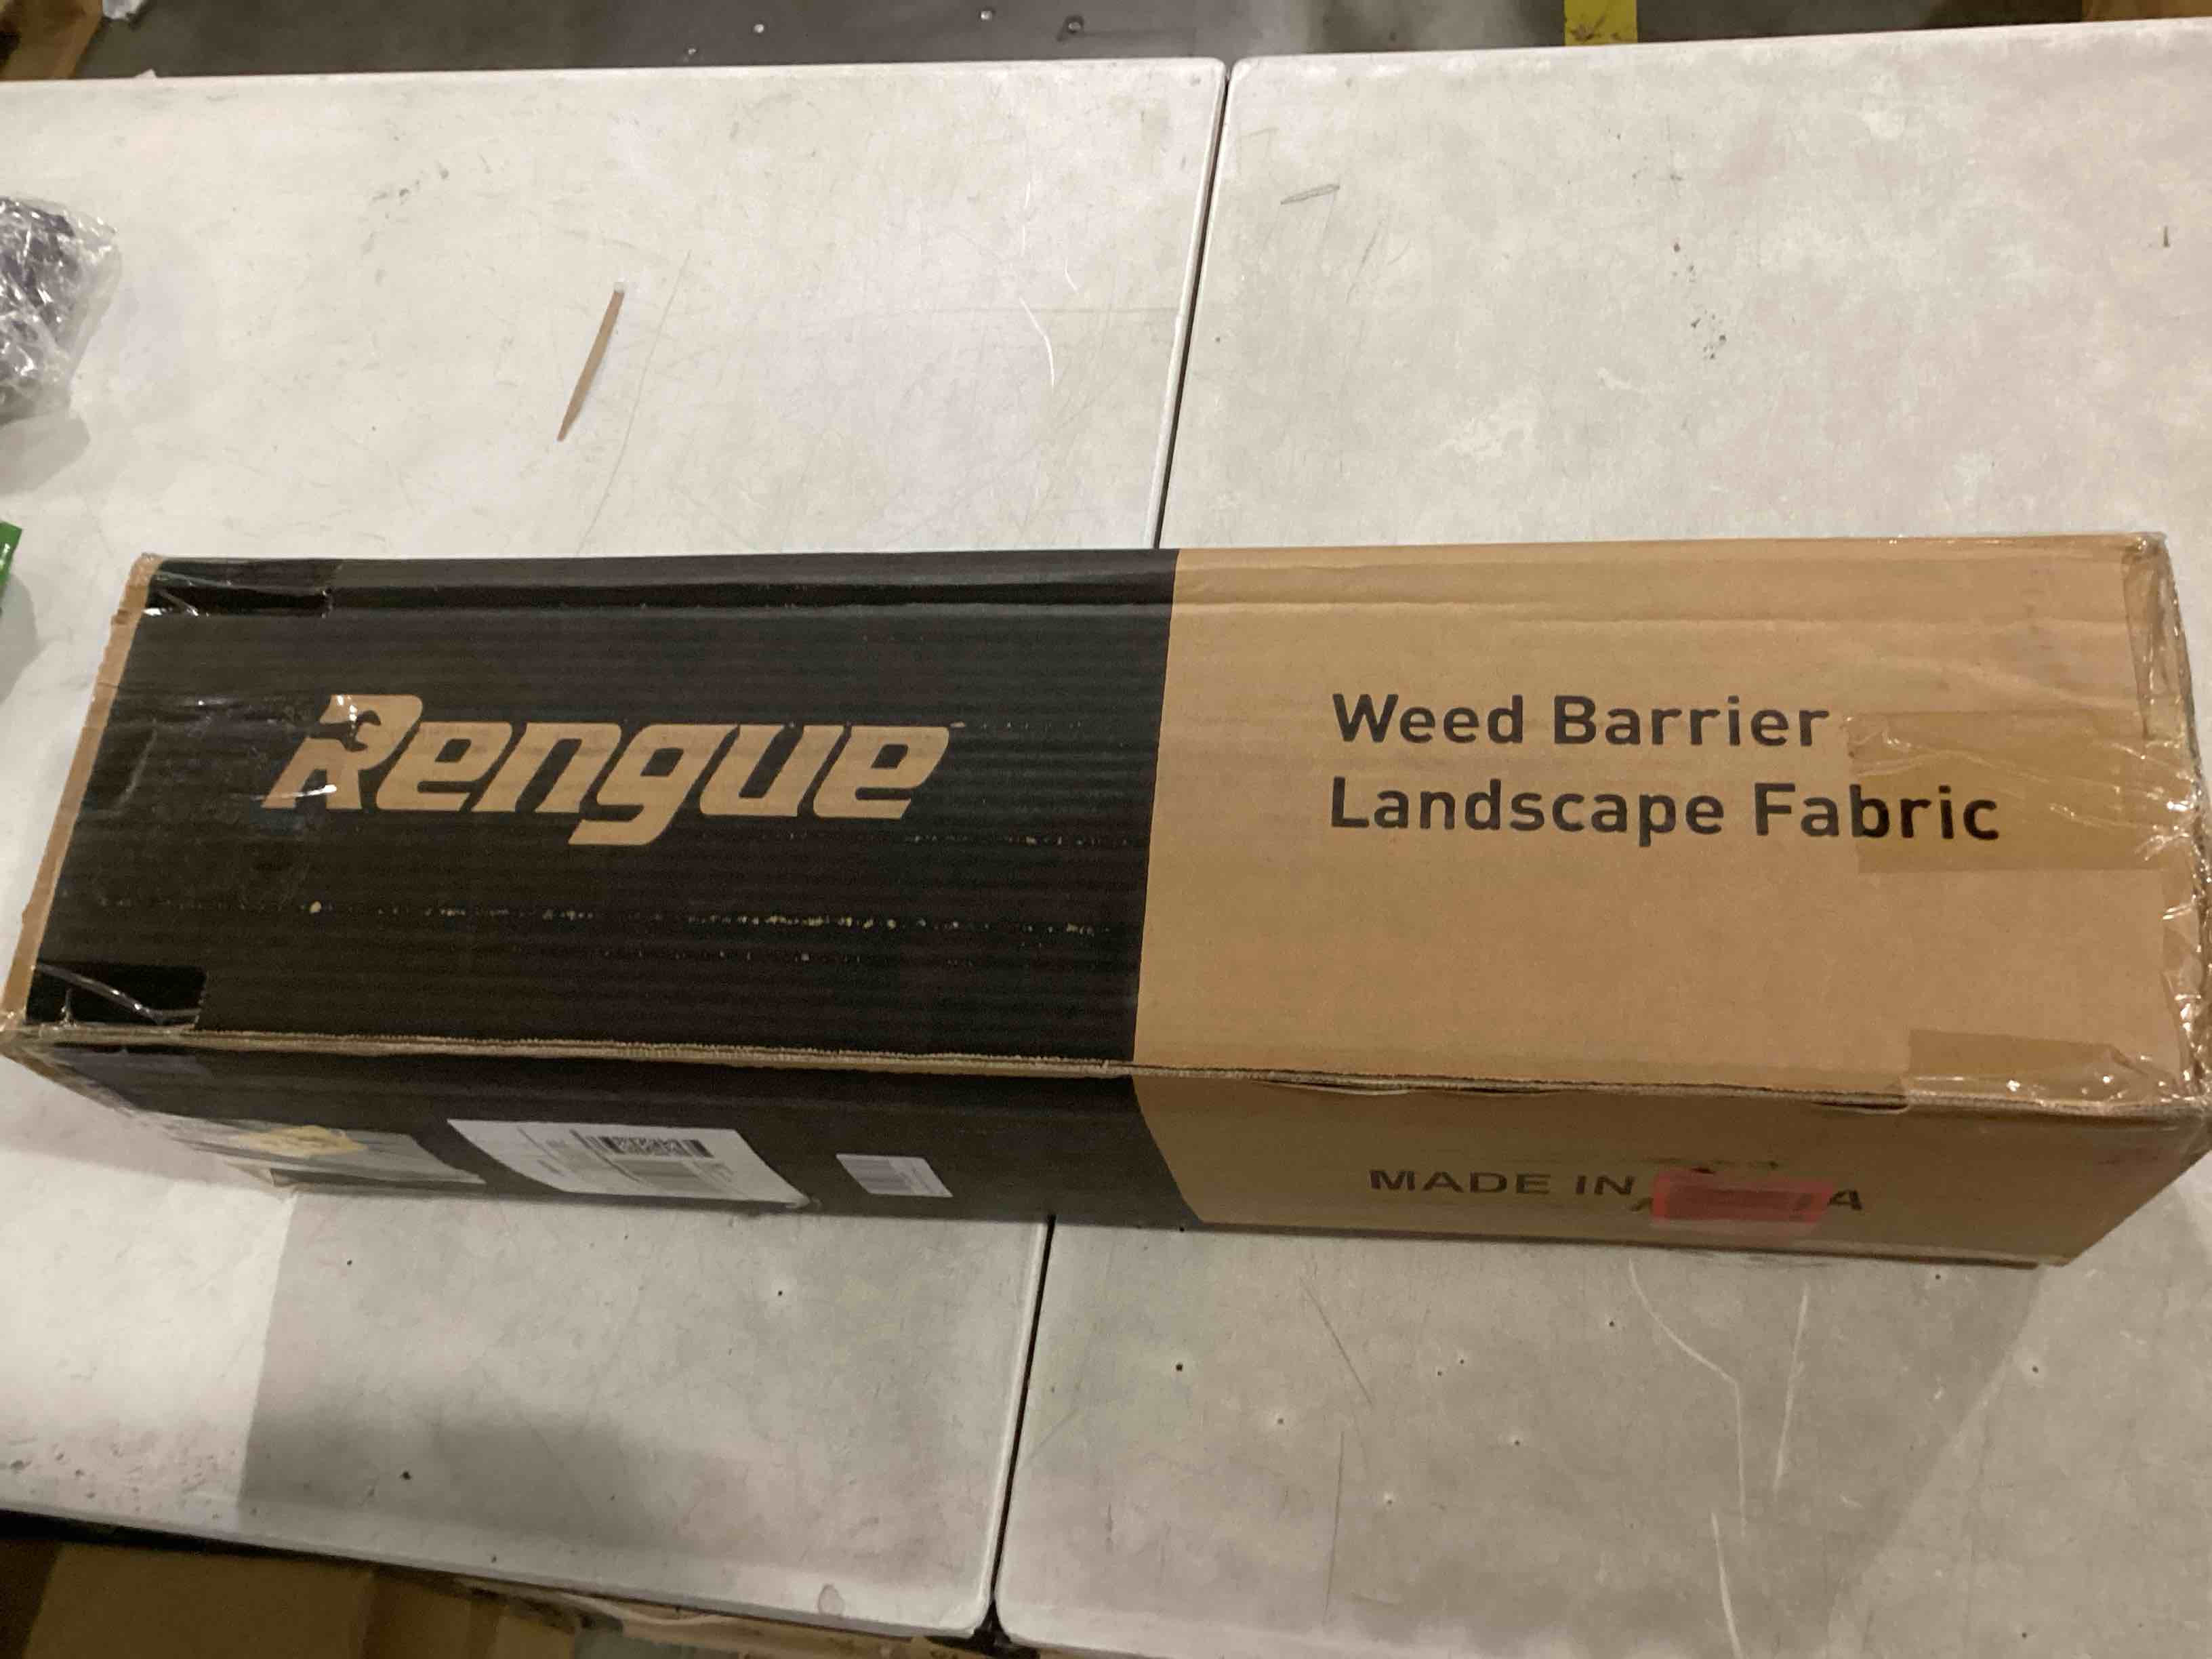 Rengue
Weed Barrier
Landscape Fabric
MADE IN